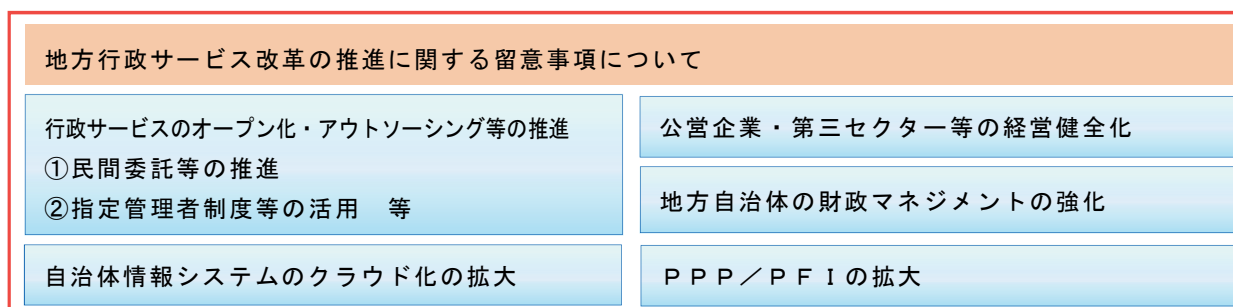 地方行政サービス改革の推進に関する留意事項について
行政サービスのオープン化・アウトソーシング等の推進
①民間委託等の推進
②指定管理者制度等の活用　等
自治体情報システムのクラウド化の拡大
公営企業・第三セクター等の経営健全化
地方自治体の財政マネジメントの強化
ＰＰＰ／ＰＦＩの拡大